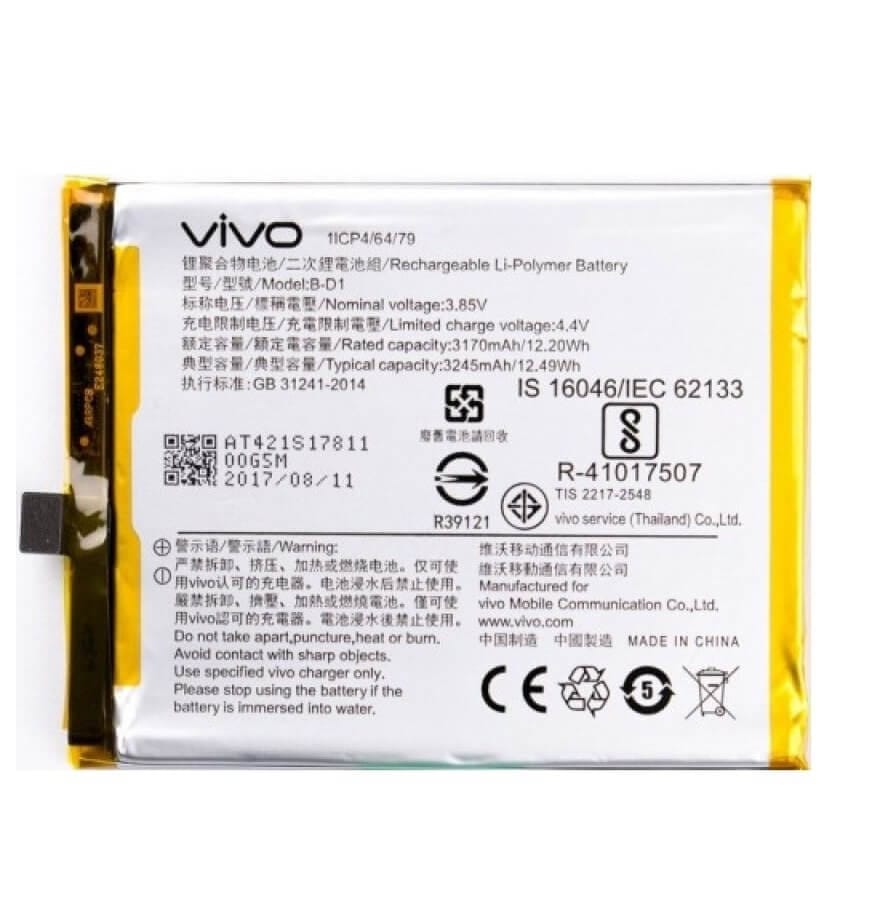 vivo 1ICP4/64/79
锂聚合物电池/二次鋰電池組/Rechargeable Li-Polymer Battery
型号/型號/Model:B-D1
标称电压/標稱電壓/Nominal voltage:3.85V
充电限制电压/充電限制電壓/Limited charge voltage:4.4V
额定容量/額定電容量/Rated capacity:3170mAh/12.20Wh
典型容量/典型容量/Typical capacity:3245mAh/12.49Wh
执行标准:GB 31241-2014
IS 16046/IEC 62133
廢舊電池請回收
R-41017507
AT421S17811
00GSM
2017/08/11
R39121
TIS 2217-2548
vivo service (Thailand) Co.,Ltd.
E248037
警示语/警示語/Warning:
严禁拆卸、挤压、加热或燃烧电池。仅可使
用vivo认可的充电器。电池浸水后禁止使用。
嚴禁拆卸、擠壓、加熱或燃燒電池。僅可使
用vivo認可的充電器。電池浸水後禁止使用。
Do not take apart,puncture,heat or burn.
Avoid contact with sharp objects.
Use specified vivo charger only.
Please stop using the battery if the
battery is immersed into water.
维沃移动通信有限公司
維沃移動通信有限公司
Manufactured for
vivo Mobile Communication Co.,Ltd.
www.vivo.com
中国制造 中國製造 MADE IN CHINA
CE
5